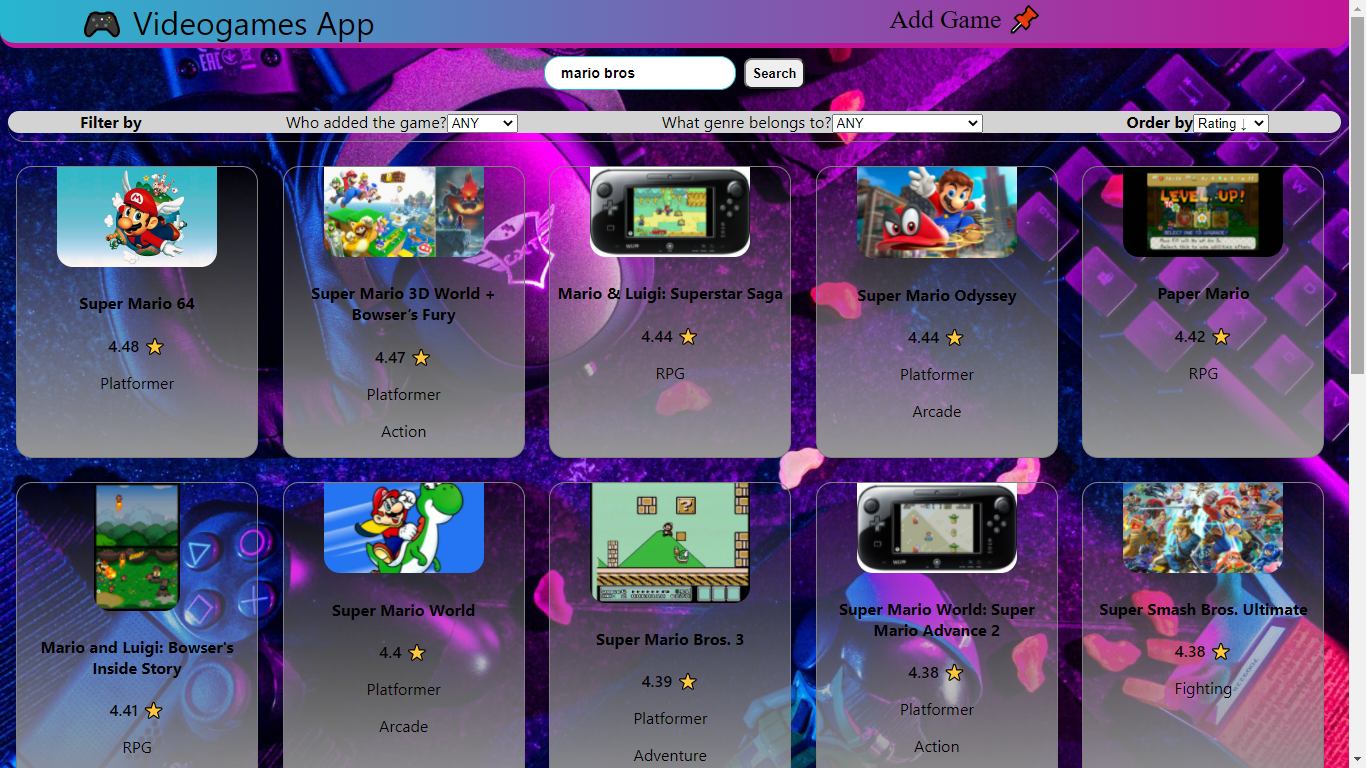 Videogames App
Add Game
mario bros
Search
Filter by
Who added the game? ANY
What genre belongs to? ANY
Order by Rating ↓
LEVEL UP!
Super Mario 64
4.48
Platformer
Super Mario 3D World +
Bowser’s Fury
4.47
Platformer
Action
Mario & Luigi: Superstar Saga
4.44
RPG
Super Mario Odyssey
4.44
Platformer
Arcade
Paper Mario
4.42
RPG
Mario and Luigi: Bowser's
Inside Story
4.41
RPG
Super Mario World
4.4
Platformer
Arcade
Super Mario Bros. 3
4.39
Platformer
Adventure
Super Mario World: Super
Mario Advance 2
4.38
Platformer
Action
Super Smash Bros. Ultimate
4.38
Fighting